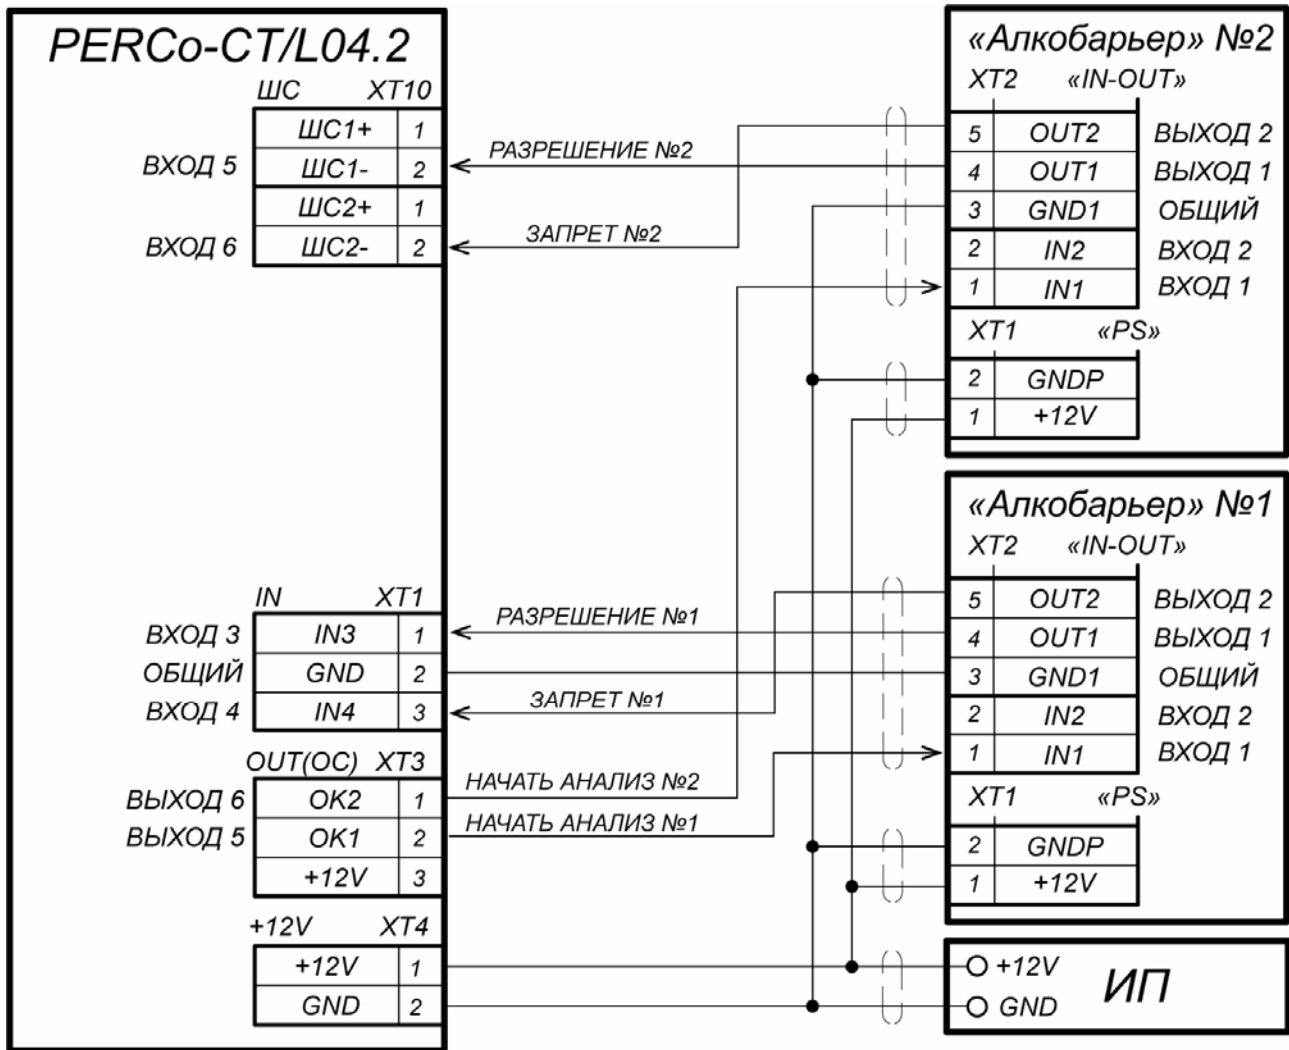 PERCo-CT/L04.2
ШС XT10
ШС1+ 1
ВХОД 5 ШС1- 2
ШС2+ 1
ВХОД 6 ШС2- 2
РАЗРЕШЕНИЕ №2
ЗАПРЕТ №2
«Алкобарьер» №2
XT2 «IN-OUT»
5 OUT2 ВЫХОД 2
4 OUT1 ВЫХОД 1
3 GND1 ОБЩИЙ
2 IN2 ВХОД 2
1 IN1 ВХОД 1
XT1 «PS»
2 GNDP
1 +12V
IN XT1
ВХОД 3 IN3 1
ОБЩИЙ GND 2
ВХОД 4 IN4 3
OUT(OC) XT3
ВЫХОД 6 OK2 1
ВЫХОД 5 OK1 2
+12V 3
+12V XT4
+12V 1
GND 2
РАЗРЕШЕНИЕ №1
ЗАПРЕТ №1
НАЧАТЬ АНАЛИЗ №2
НАЧАТЬ АНАЛИЗ №1
«Алкобарьер» №1
XT2 «IN-OUT»
5 OUT2 ВЫХОД 2
4 OUT1 ВЫХОД 1
3 GND1 ОБЩИЙ
2 IN2 ВХОД 2
1 IN1 ВХОД 1
XT1 «PS»
2 GNDP
1 +12V
+12V
GND
ИП